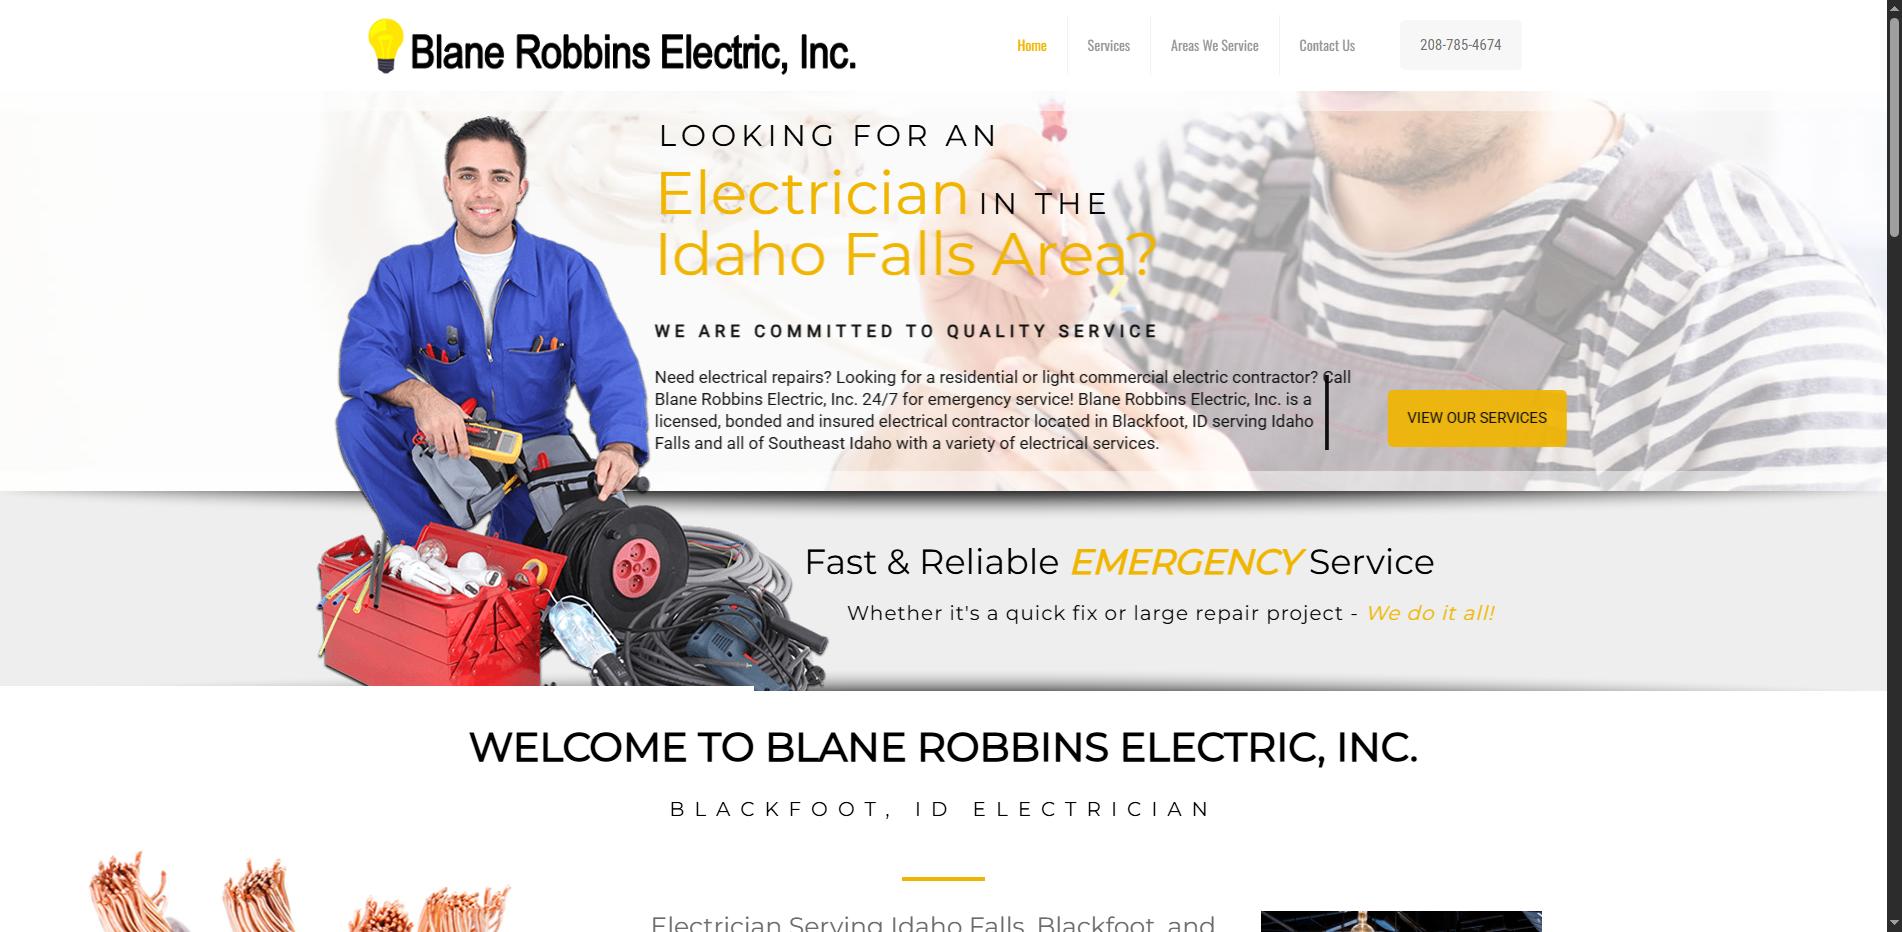 Blane Robbins Electric, Inc.
Home
Services
Areas We Service
Contact Us
208-785-4674
LOOKING FOR AN
Electrician IN THE
Idaho Falls Area?
WE ARE COMMITTED TO QUALITY SERVICE
Need electrical repairs? Looking for a residential or light commercial electric contractor? Call
Blane Robbins Electric, Inc. 24/7 for emergency service! Blane Robbins Electric, Inc. is a
licensed, bonded and insured electrical contractor located in Blackfoot, ID serving Idaho
Falls and all of Southeast Idaho with a variety of electrical services.
VIEW OUR SERVICES
Fast & Reliable EMERGENCY Service
Whether it's a quick fix or large repair project - We do it all!
WELCOME TO BLANE ROBBINS ELECTRIC, INC.
BLACKFOOT, ID ELECTRICIAN
Electrician Serving Idaho Falls, Blackfoot, and